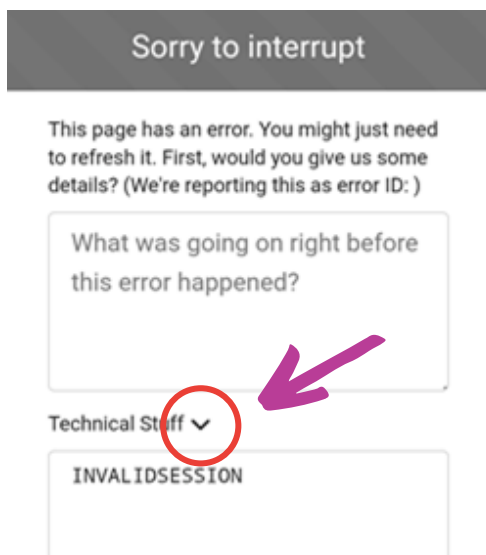 Sorry to interrupt
This page has an error. You might just need
to refresh it. First, would you give us some
details? (We're reporting this as error ID: )
What was going on right before
this error happened?
Technical Stuff
INVALIDSESSION